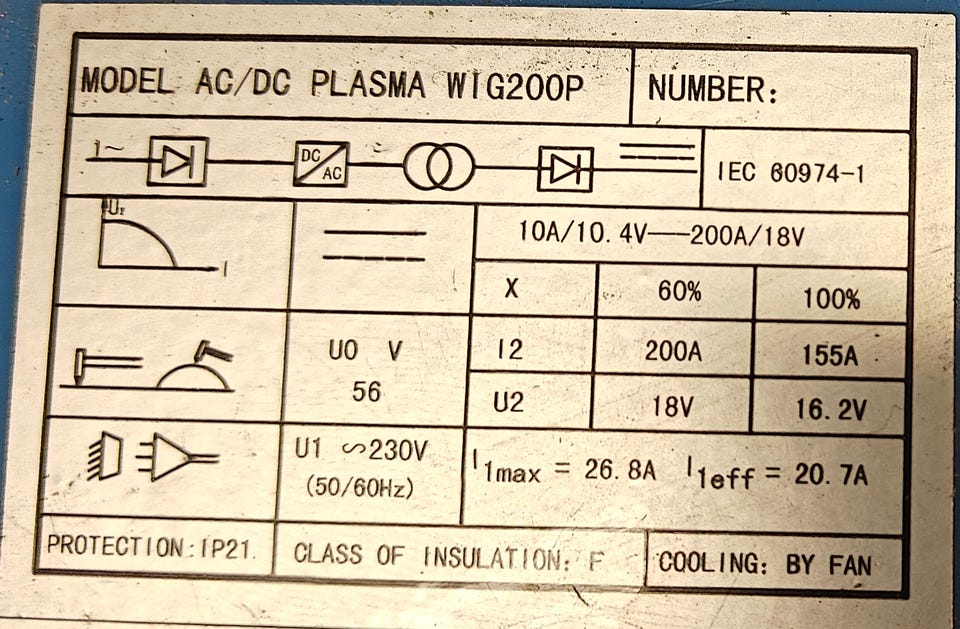 MODEL AC/DC PLASMA WIG200P
NUMBER:
1~
DC
AC
~
IEC 60974-1
U₂
I
10A/10.4V—200A/18V
X
60%
100%
U0 V
56
I2
200A
155A
U2
18V
16.2V
U1 ∽230V
(50/60Hz)
I1max = 26.8A I1eff = 20.7A
PROTECTION:IP21.
CLASS OF INSULATION: F
COOLING: BY FAN